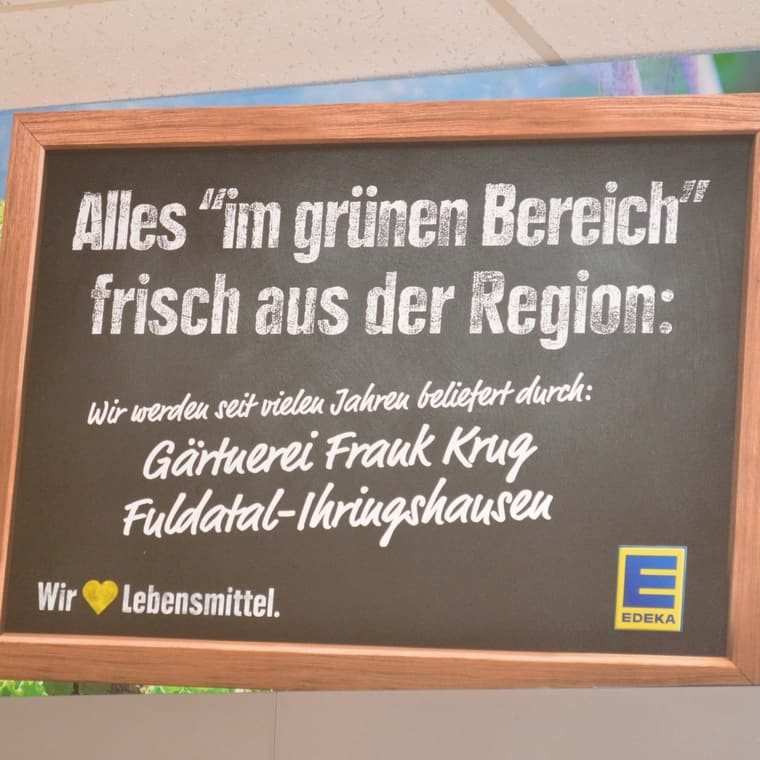 Alles "im grünen Bereich"
frisch aus der Region:
Wir werden seit vielen Jahren beliefert durch:
Gärtnerei Frank Krug
Fuldatal-Ihringshausen
Wir 💛 Lebensmittel.
E
EDEKA